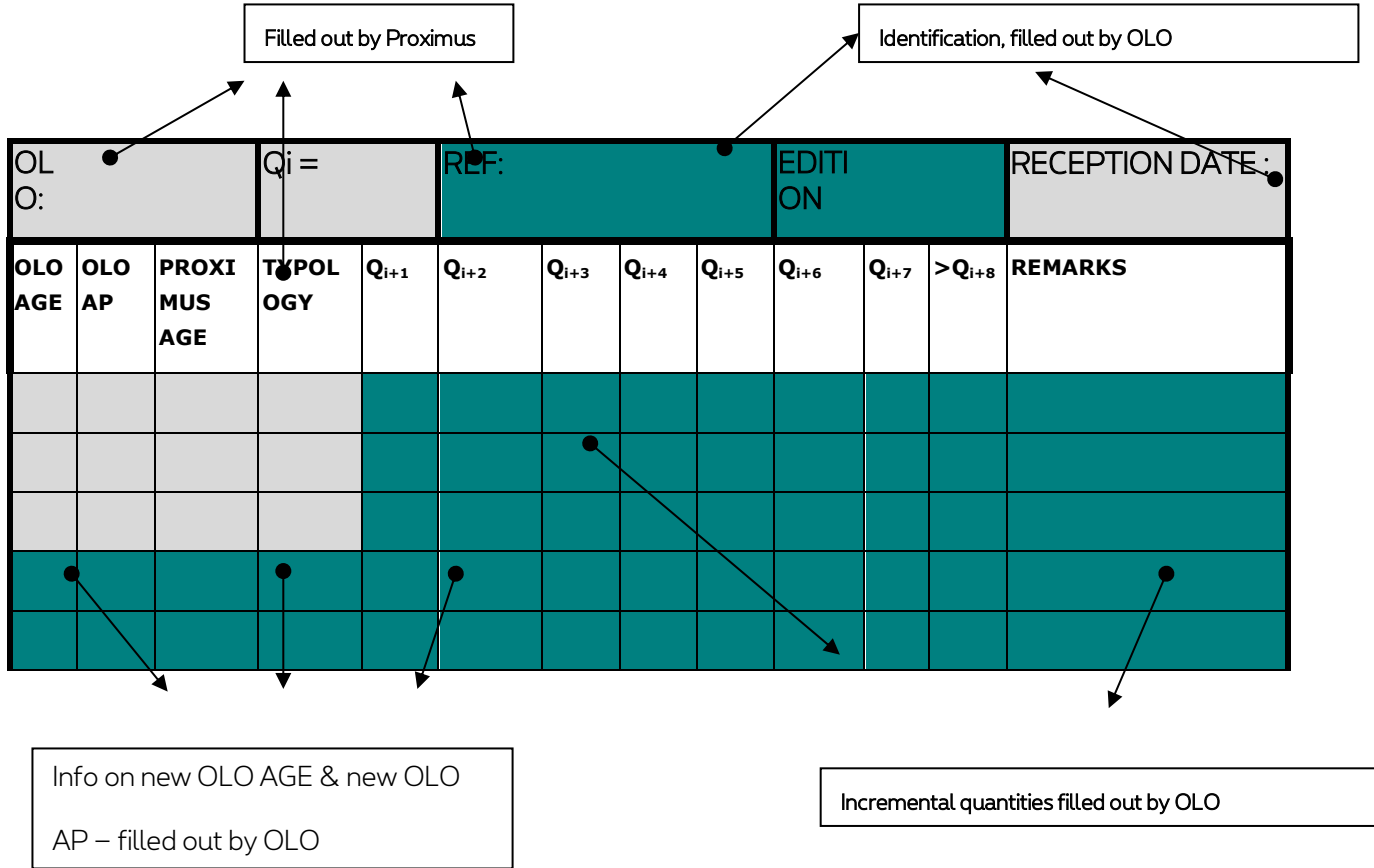 Filled out by Proximus
Identification, filled out by OLO
OL
O:
Qi =
REF:
EDITI
ON
RECEPTION DATE :
OLO
AGE
OLO
AP
PROXI
MUS
AGE
TYPOL
OGY
Qi+1
Qi+2
Qi+3
Qi+4
Qi+5
Qi+6
Qi+7
>Qi+8
REMARKS
Info on new OLO AGE & new OLO
AP – filled out by OLO
Incremental quantities filled out by OLO